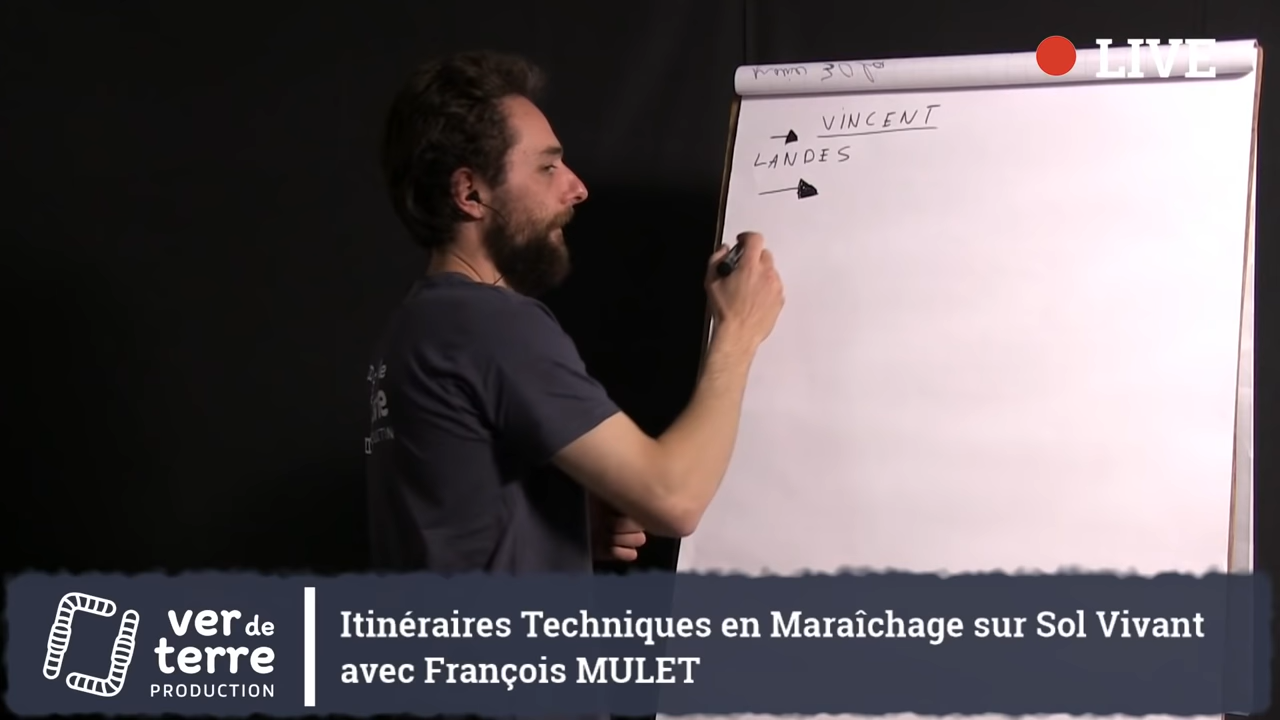 LIVE
VINCENT
LANDES
ver de
terre
PRODUCTION
Itinéraires Techniques en Maraîchage sur Sol Vivant
avec François MULET